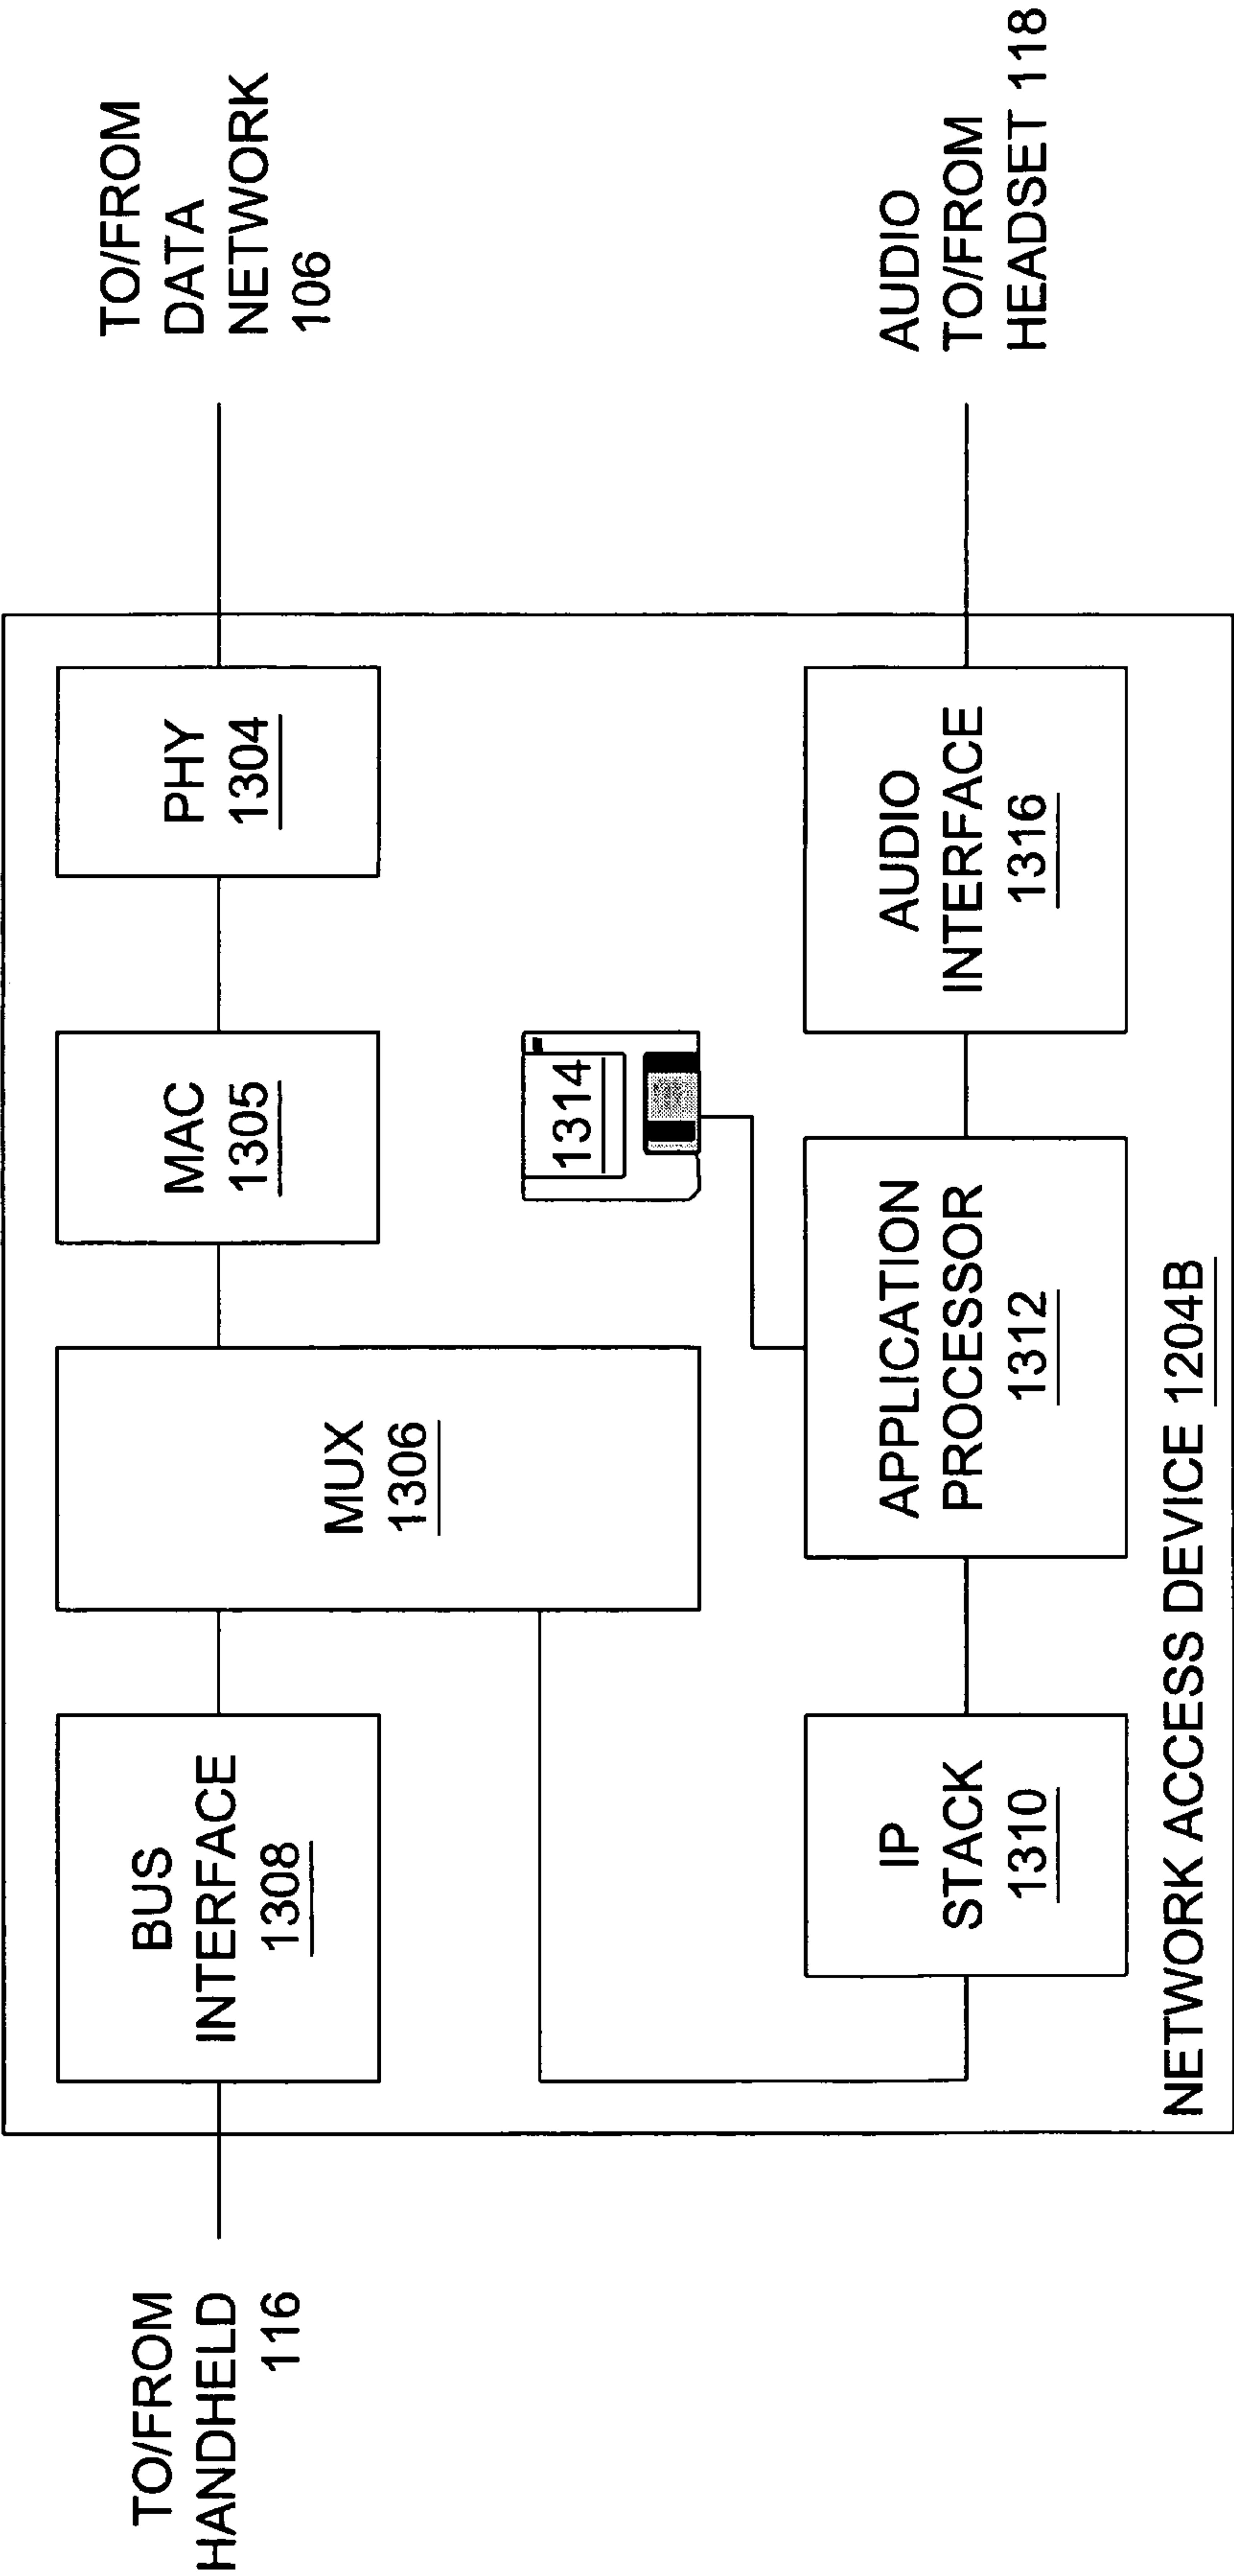 TO/FROM
HANDHELD
116
BUS
INTERFACE
1308
MUX
1306
MAC
1305
PHY
1304
TO/FROM
DATA
NETWORK
106
1314
IP
STACK
1310
APPLICATION
PROCESSOR
1312
AUDIO
INTERFACE
1316
AUDIO
TO/FROM
HEADSET 118
NETWORK ACCESS DEVICE 1204B